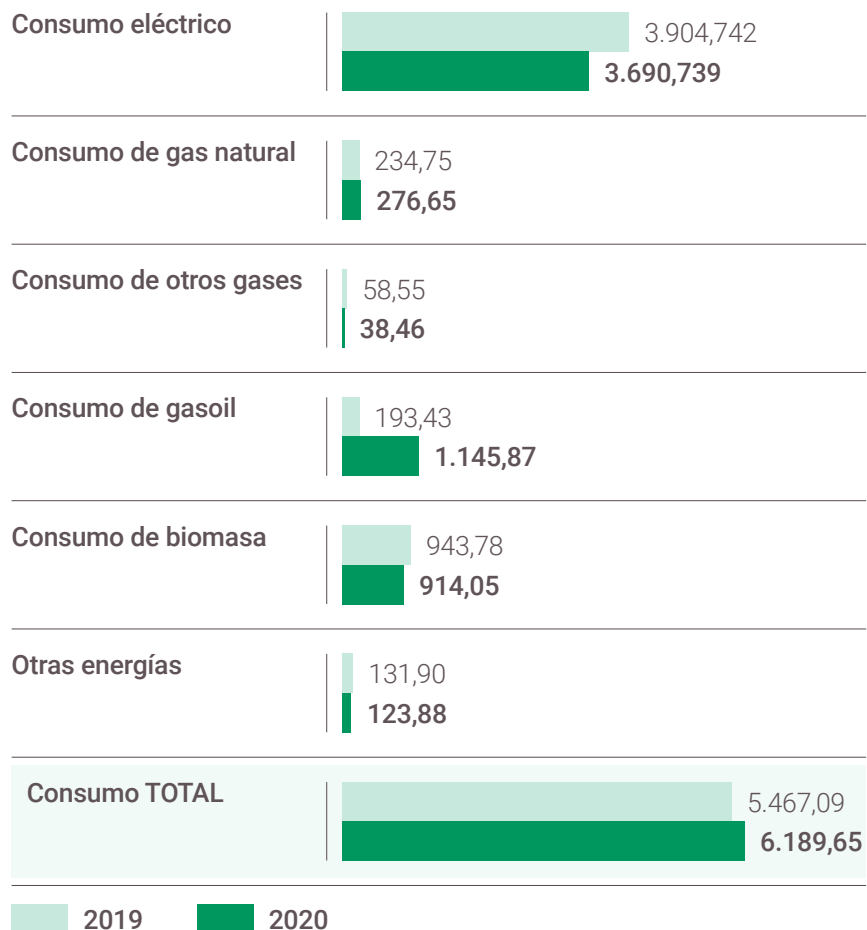 Consumo eléctrico
3.904,742
3.690,739
Consumo de gas natural
234,75
276,65
Consumo de otros gases
58,55
38,46
Consumo de gasoil
193,43
1.145,87
Consumo de biomasa
943,78
914,05
Otras energías
131,90
123,88
Consumo TOTAL
5.467,09
6.189,65
2019 2020